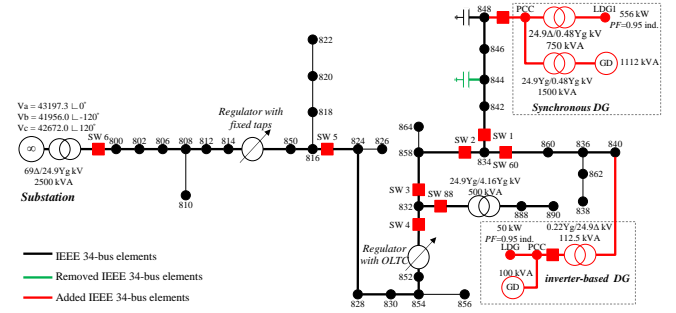 848
PCC
LDG1
556 kW
PF=0.95 ind.
24.9Δ/0.48Yg kV
750 kVA
GD
1112 kVA
24.9Yg/0.48Yg kV
1500 kVA
Synchronous DG
846
844
842
822
820
818
Va = 43197.3 ∟0°
Vb = 41956.0 ∟-120°
Vc = 42672.0 ∟120°
Regulator with
fixed taps
∞
SW 6
800
802
806
808
812
814
850
816
SW 5
824
826
69Δ/24.9Yg kV
2500 kVA
Substation
810
864
858
SW 2
SW 1
834
SW 60
860
836
840
862
838
SW 3
832
SW 88
24.9Yg/4.16Yg kV
500 kVA
888
890
SW 4
Regulator
with OLTC
852
828
830
854
856
50 kW
PF=0.95 ind.
LDG
PCC
0.22Yg/24.9Δ kV
112.5 kVA
100 kVA
GD
inverter-based DG
IEEE 34-bus elements
Removed IEEE 34-bus elements
Added IEEE 34-bus elements